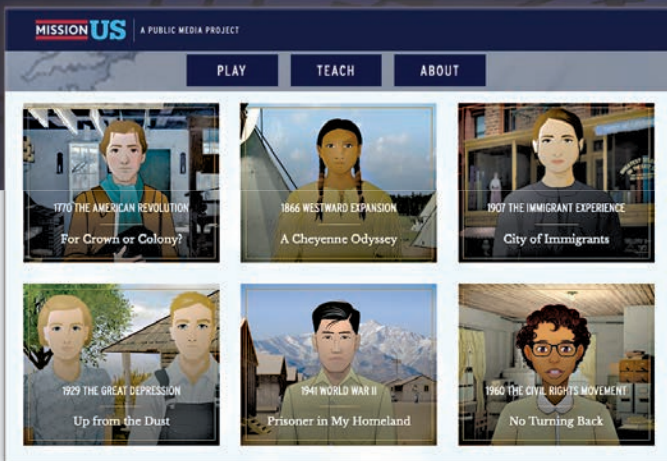 MISSION US A PUBLIC MEDIA PROJECT
PLAY TEACH ABOUT
1770 THE AMERICAN REVOLUTION
For Crown or Colony?
1866 WESTWARD EXPANSION
A Cheyenne Odyssey
1907 THE IMMIGRANT EXPERIENCE
City of Immigrants
1929 THE GREAT DEPRESSION
Up from the Dust
1941 WORLD WAR II
Prisoner in My Homeland
1960 THE CIVIL RIGHTS MOVEMENT
No Turning Back